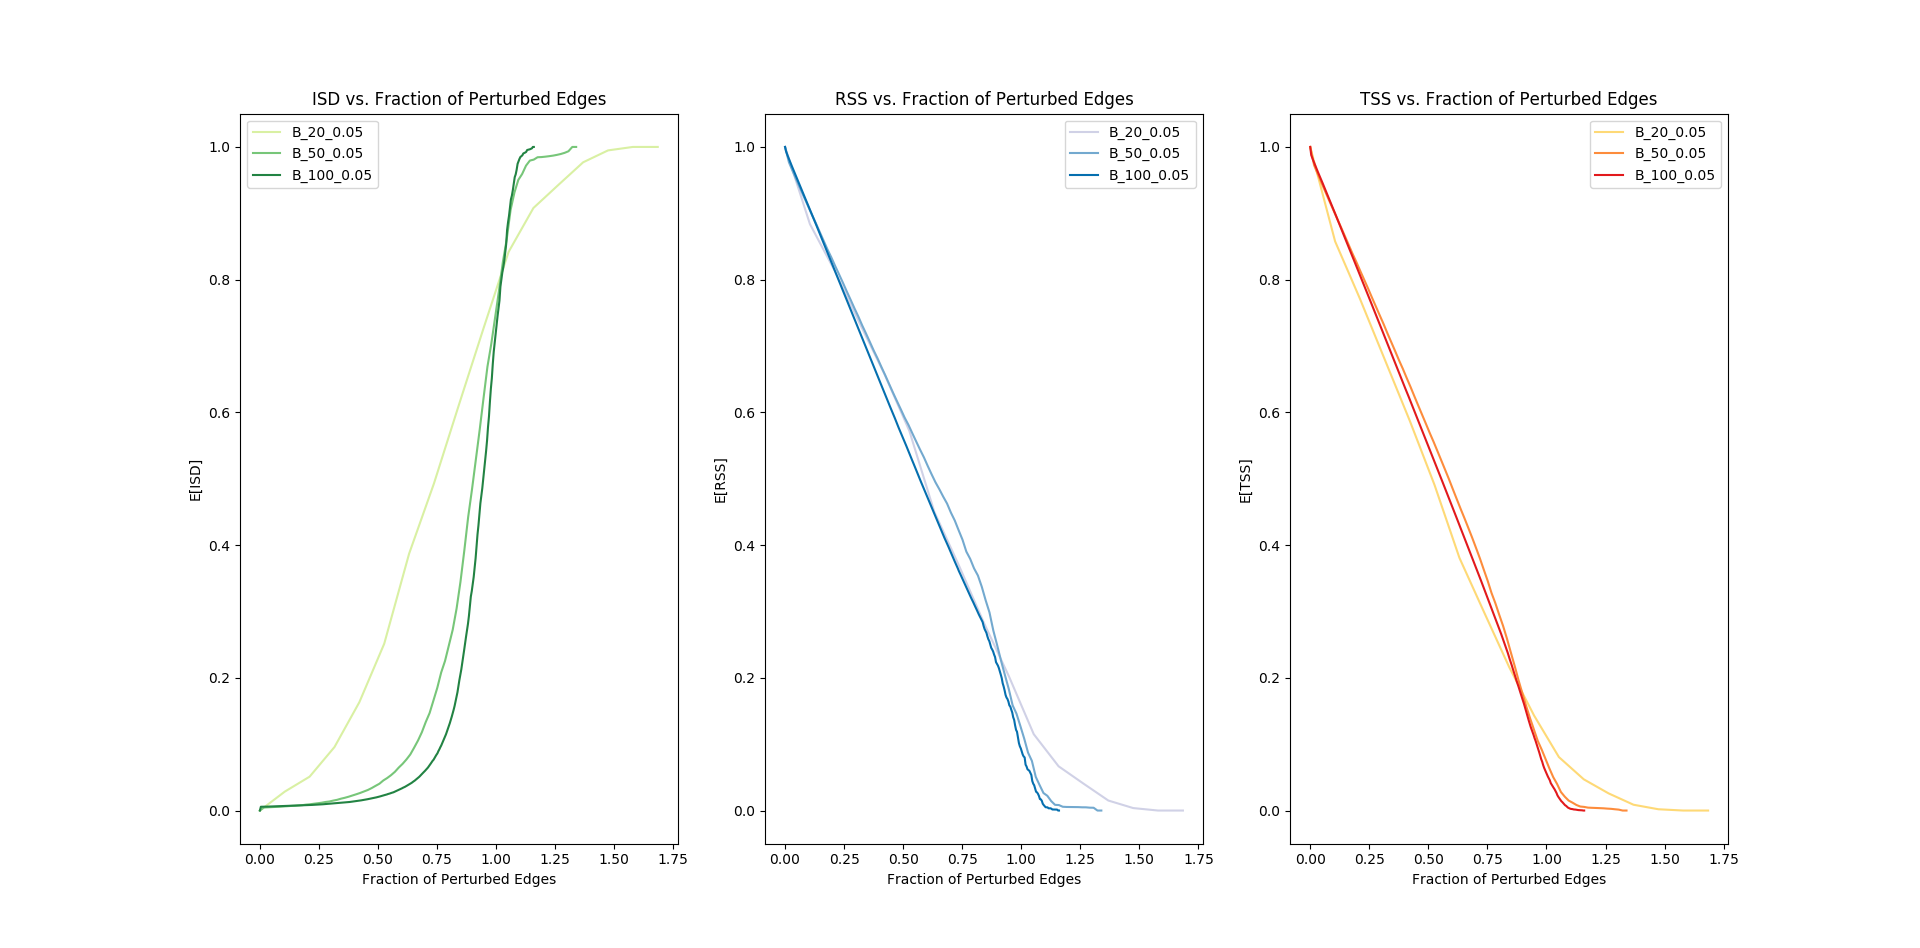 ISD vs. Fraction of Perturbed Edges
B_20_0.05
B_50_0.05
B_100_0.05
1.0
0.8
0.6
0.4
0.2
0.0
E[ISD]
0.00 0.25 0.50 0.75 1.00 1.25 1.50 1.75
Fraction of Perturbed Edges
RSS vs. Fraction of Perturbed Edges
B_20_0.05
B_50_0.05
B_100_0.05
1.0
0.8
0.6
0.4
0.2
0.0
E[RSS]
0.00 0.25 0.50 0.75 1.00 1.25 1.50 1.75
Fraction of Perturbed Edges
TSS vs. Fraction of Perturbed Edges
B_20_0.05
B_50_0.05
B_100_0.05
1.0
0.8
0.6
0.4
0.2
0.0
E[TSS]
0.00 0.25 0.50 0.75 1.00 1.25 1.50 1.75
Fraction of Perturbed Edges